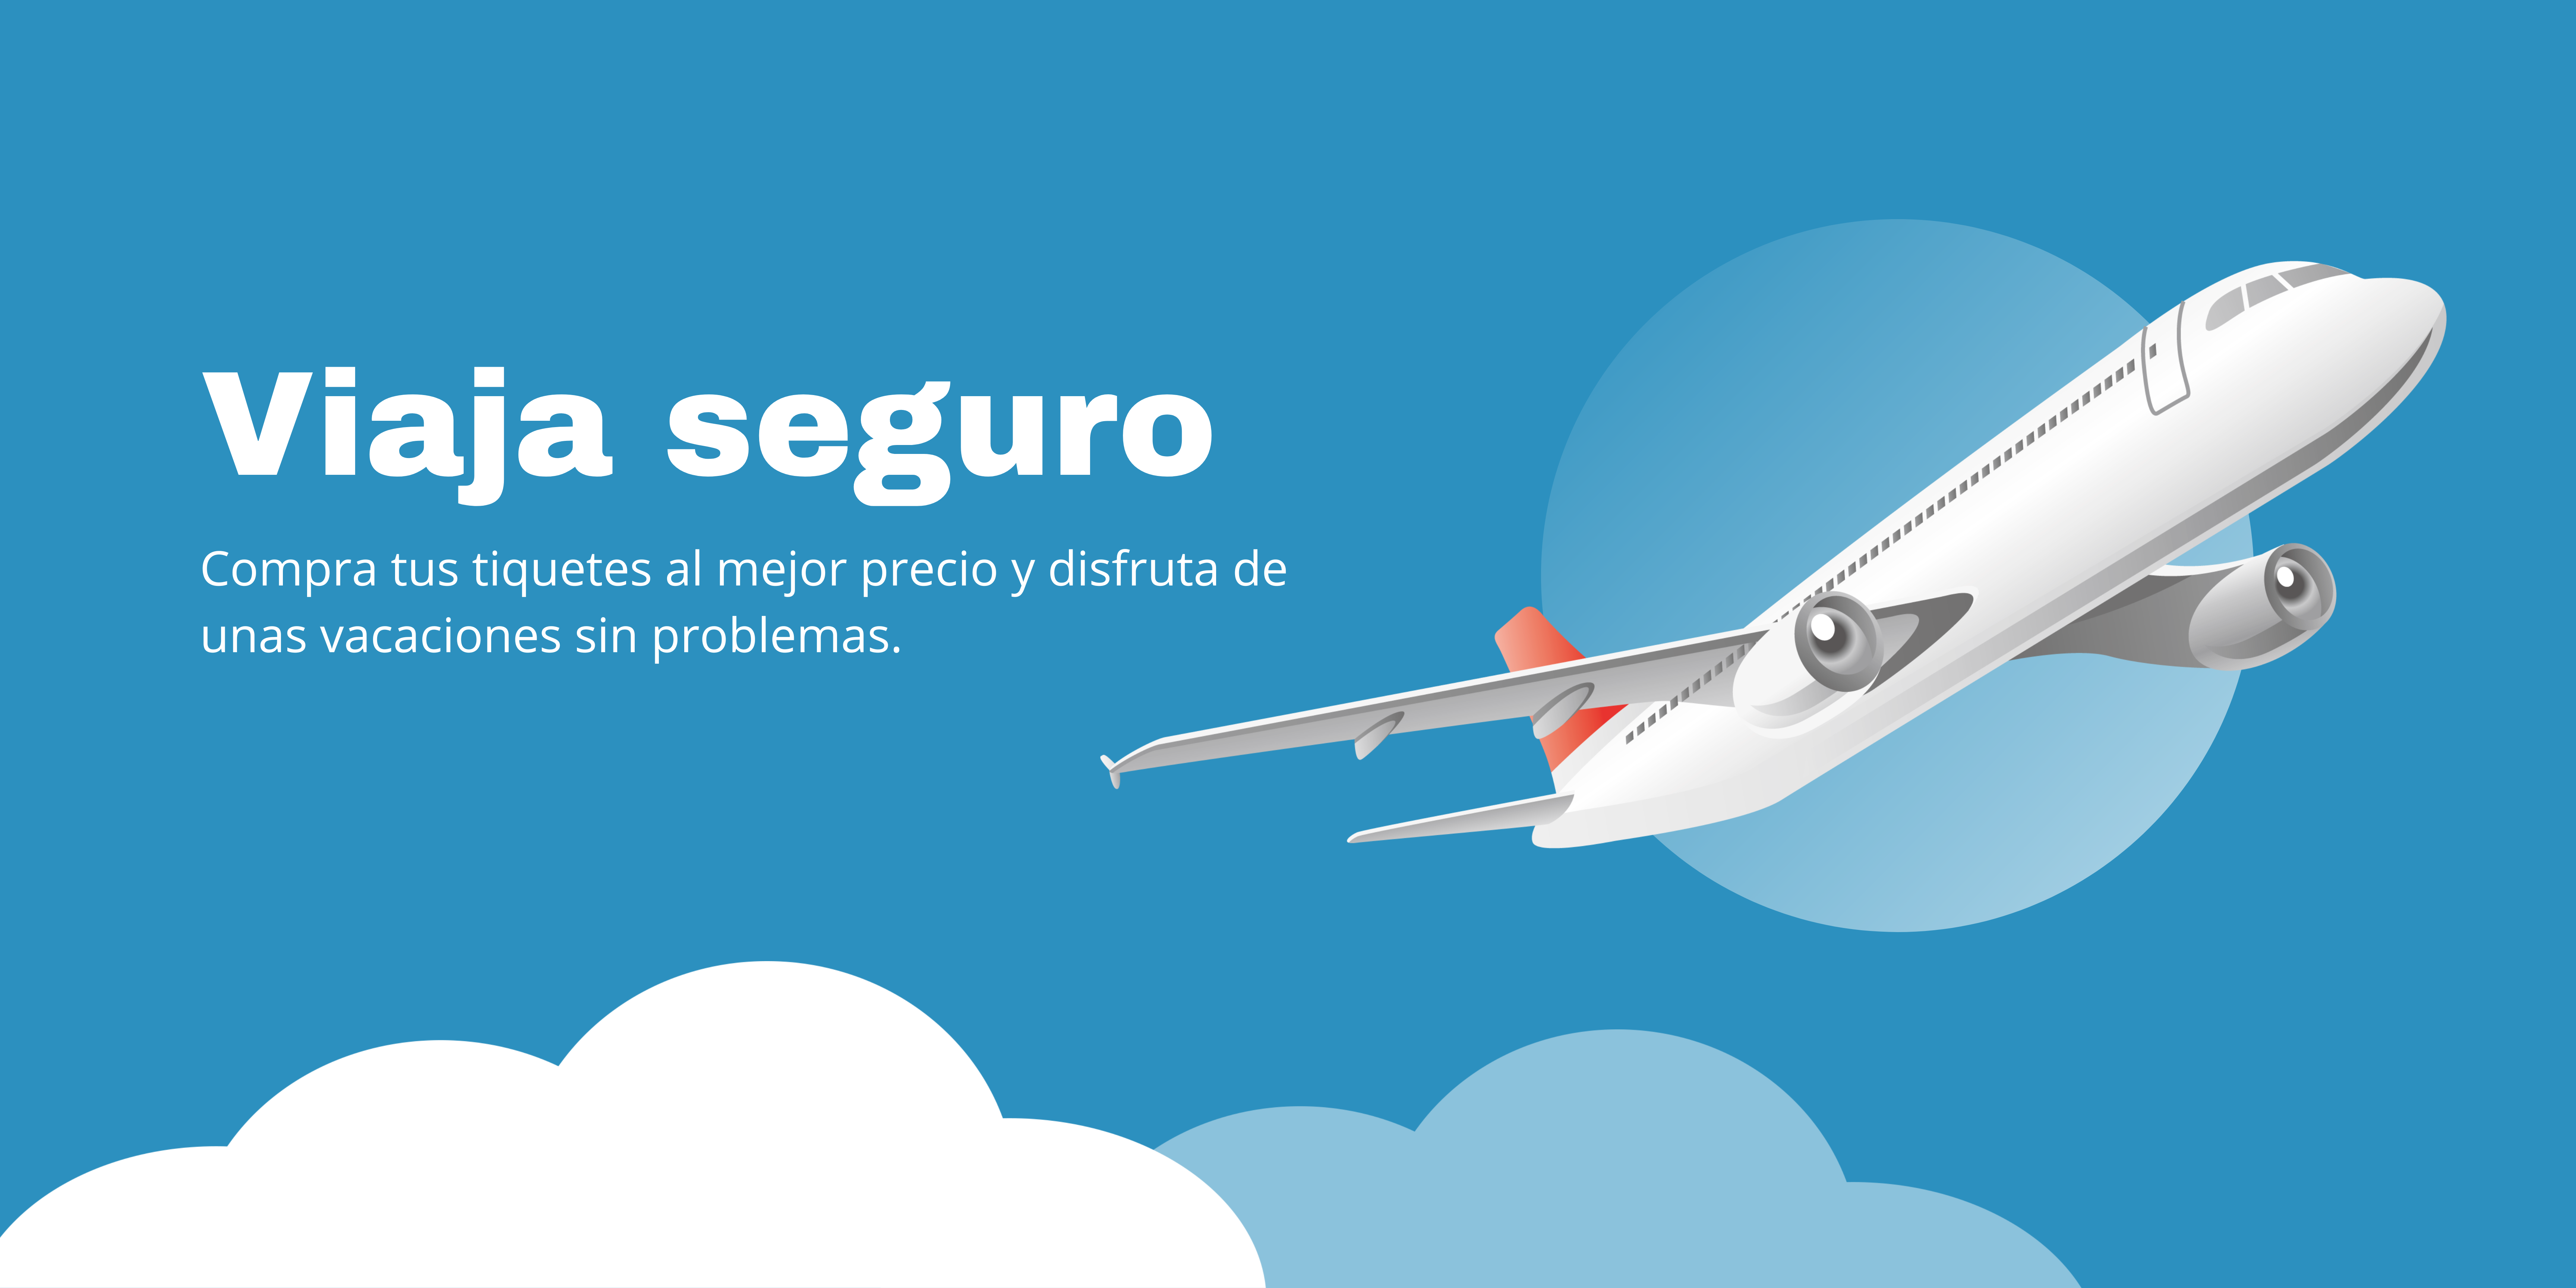 Viaja seguro
Compra tus tiquetes al mejor precio y disfruta de
unas vacaciones sin problemas.